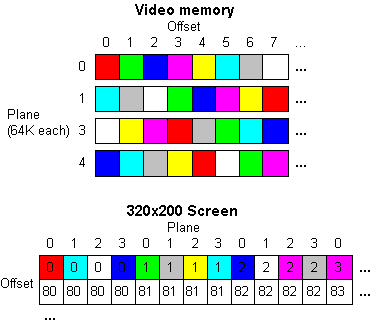 Video memory
Offset
0 1 2 3 4 5 6 7 ...
0 ...
1 ...
Plane
(64K each)
3 ...
4 ...
320x200 Screen
Plane
0 1 2 3 0 1 2 3 0 1 2 3 0
0 0 0 0 1 1 1 1 2 2 2 2 3 ...
Offset
80 80 80 80 81 81 81 81 82 82 82 82 83 ...
...